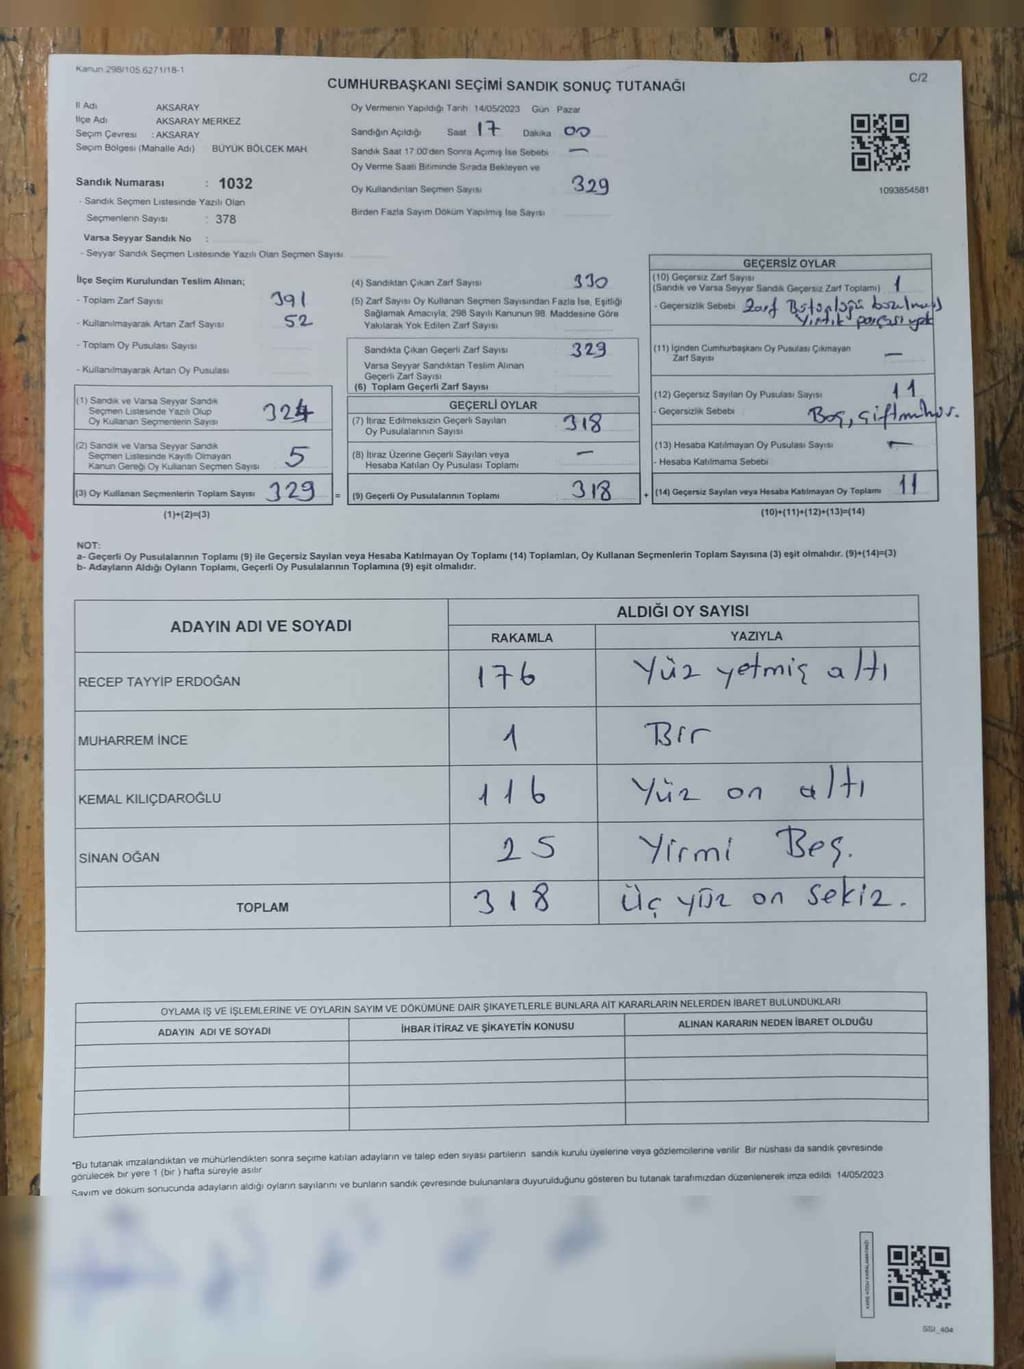 Kanun 298/105.6271/18-1
C/2
CUMHURBAŞKANI SEÇİMİ SANDIK SONUÇ TUTANAĞI
İl Adı AKSARAY
İlçe Adı AKSARAY MERKEZ
Seçim Çevresi : AKSARAY
Seçim Bölgesi (Mahalle Adı) BÜYÜK BÖLCEK MAH
Sandık Numarası : 1032
- Sandık Seçmen Listesinde Yazılı Olan
Seçmenlerin Sayısı : 378
Varsa Seyyar Sandık No :
- Seyyar Sandık Seçmen Listesinde Yazılı Olan Seçmen Sayısı
Oy Vermenin Yapıldığı Tarih 14/05/2023 Gün Pazar
Sandığın Açıldığı Saat 17 Dakika 00
Sandık Saat 17:00'den Sonra Açımış İse Sebebi —
Oy Verme Saati Bitiminde Sırada Bekleyen ve
Oy Kullandırılan Seçmen Sayısı 329
Birden Fazla Sayım Döküm Yapılmış İse Sayısı
1093854581
İlçe Seçim Kurulundan Teslim Alınan;
- Toplam Zarf Sayısı 391
- Kullanılmayarak Artan Zarf Sayısı 52
- Toplam Oy Pusulası Sayısı
- Kullanılmayarak Artan Oy Pusulası
(1) Sandık ve Varsa Seyyar Sandık
Seçmen Listesinde Yazılı Olup
Oy Kullanan Seçmenlerin Sayısı 324
(2) Sandık ve Varsa Seyyar Sandık
Seçmen Listesinde Kayıtlı Olmayan
Kanun Gereği Oy Kullanan Seçmen Sayısı 5
(3) Oy Kullanan Seçmenlerin Toplam Sayısı 329 =
(1)+(2)=(3)
(4) Sandıktan Çıkan Zarf Sayısı 330
(5) Zarf Sayısı Oy Kullanan Seçmen Sayısından Fazla İse, Eşitliği
Sağlamak Amacıyla, 298 Sayılı Kanunun 98. Maddesine Göre
Yakılarak Yok Edilen Zarf Sayısı
Sandıkta Çıkan Geçerli Zarf Sayısı 329
Varsa Seyyar Sandıktan Teslim Alınan
Geçerli Zarf Sayısı
(6) Toplam Geçerli Zarf Sayısı
GEÇERLİ OYLAR
(7) İtiraz Edilmeksizin Geçerli Sayılan
Oy Pusulalarının Sayısı 318
(8) İtiraz Üzerine Geçerli Sayılan veya
Hesaba Katılan Oy Pusulası Toplamı —
(9) Geçerli Oy Pusulalarının Toplamı 318 +
GEÇERSİZ OYLAR
(10) Geçersiz Zarf Sayısı
(Sandık ve Varsa Seyyar Sandık Geçersiz Zarf Toplamı) 1
- Geçersizlik Sebebi Zarf Bütünlüğü bozulmuş
yırtık parçası yok
(11) İçinden Cumhurbaşkanı Oy Pusulası Çıkmayan
Zarf Sayısı —
(12) Geçersiz Sayılan Oy Pusulası Sayısı 11
- Geçersizlik Sebebi Boş, çift mühür.
(13) Hesaba Katılmayan Oy Pusulası Sayısı —
- Hesaba Katılmama Sebebi
(14) Geçersiz Sayılan veya Hesaba Katılmayan Oy Toplamı 11
(10)+(11)+(12)+(13)=(14)
NOT:
a- Geçerli Oy Pusulalarının Toplamı (9) ile Geçersiz Sayılan veya Hesaba Katılmayan Oy Toplamı (14) Toplamları, Oy Kullanan Seçmenlerin Toplam Sayısına (3) eşit olmalıdır. (9)+(14)=(3)
b- Adayların Aldığı Oyların Toplamı, Geçerli Oy Pusulalarının Toplamına (9) eşit olmalıdır.
ADAYIN ADI VE SOYADI
ALDIĞI OY SAYISI
RAKAMLA YAZIYLA
RECEP TAYYİP ERDOĞAN 176 Yüz yetmiş altı
MUHARREM İNCE 1 Bir
KEMAL KILIÇDAROĞLU 116 Yüz on altı
SİNAN OĞAN 25 Yirmi Beş.
TOPLAM 318 Üç yüz on sekiz.
OYLAMA İŞ VE İŞLEMLERİNE VE OYLARIN SAYIM VE DÖKÜMÜNE DAİR ŞİKAYETLERLE BUNLARA AİT KARARLARIN NELERDEN İBARET BULUNDUKLARI
ADAYIN ADI VE SOYADI İHBAR İTİRAZ VE ŞİKAYETİN KONUSU ALINAN KARARIN NEDEN İBARET OLDUĞU
*Bu tutanak imzalandıktan ve mühürlendikten sonra seçime katılan adayların ve talep eden siyasi partilerin sandık kurulu üyelerine veya gözlemcilerine verilir Bir nüshası da sandık çevresinde
görülecek bir yere 1 (bir ) hafta süreyle asılır
Sayım ve döküm sonucunda adayların aldığı oyların sayılarını ve bunların sandık çevresinde bulunanlara duyurulduğunu gösteren bu tutanak tarafımızdan düzenlenerek imza edildi 14/05/2023
SSI_404